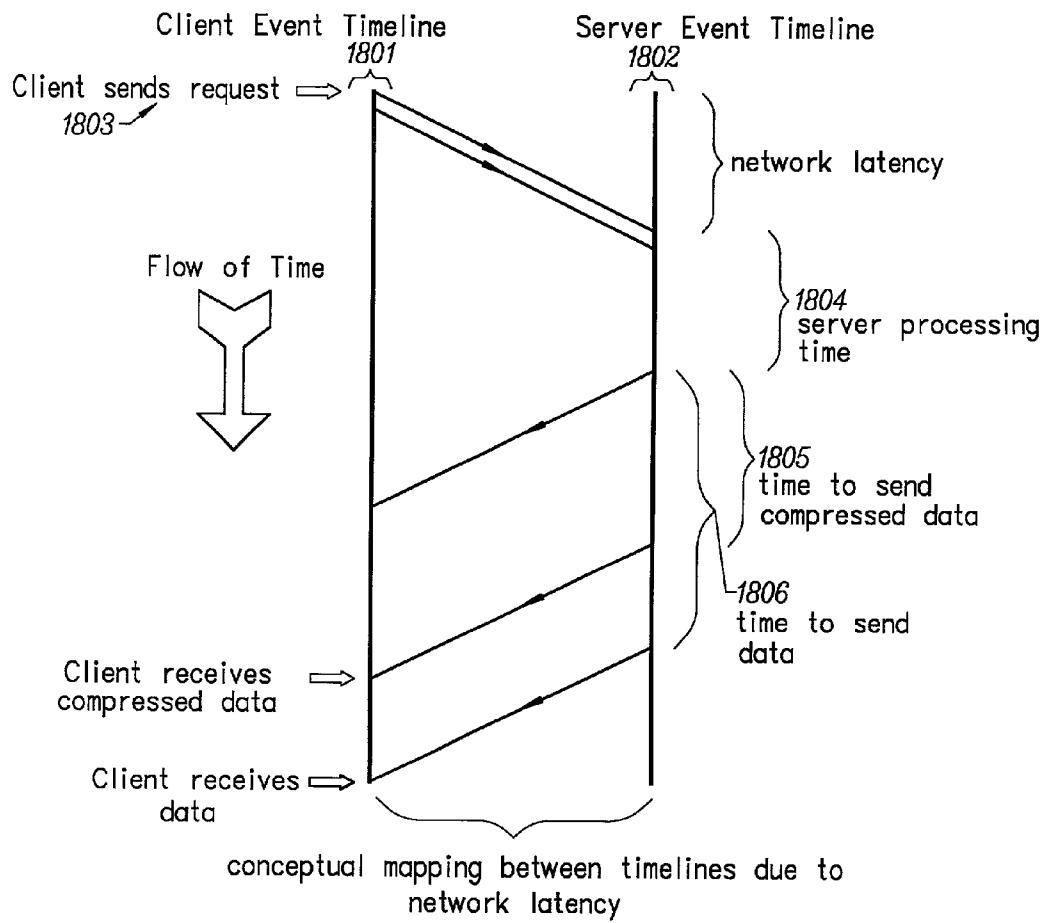 Client Event Timeline
1801
Server Event Timeline
1802
Client sends request
1803
network latency
Flow of Time
1804
server processing
time
1805
time to send
compressed data
1806
time to send
data
Client receives
compressed data
Client receives
data
conceptual mapping between timelines due to
network latency